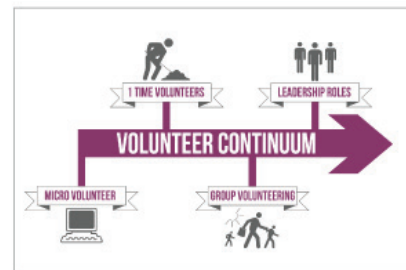 1 TIME VOLUNTEERS
LEADERSHIP ROLES
VOLUNTEER CONTINUUM
MICRO VOLUNTEER
GROUP VOLUNTEERING